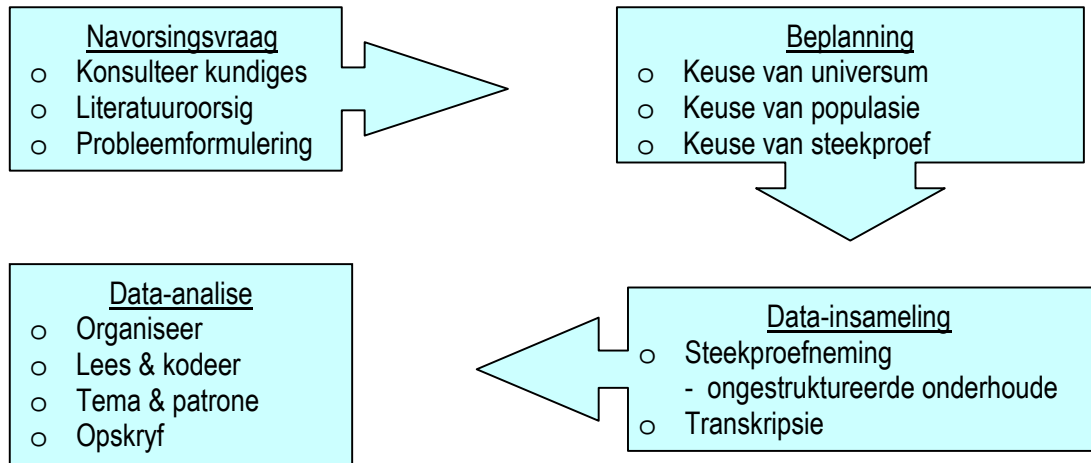 Navorsingsvraag
o Konsulteer kundiges
o Literatuuroorsig
o Probleemformulering
Beplanning
o Keuse van universum
o Keuse van populasie
o Keuse van steekproef
Data-insameling
o Steekproefneming
- ongestruktureerde onderhoude
o Transkripsie
Data-analise
o Organiseer
o Lees & kodeer
o Tema & patrone
o Opskryf